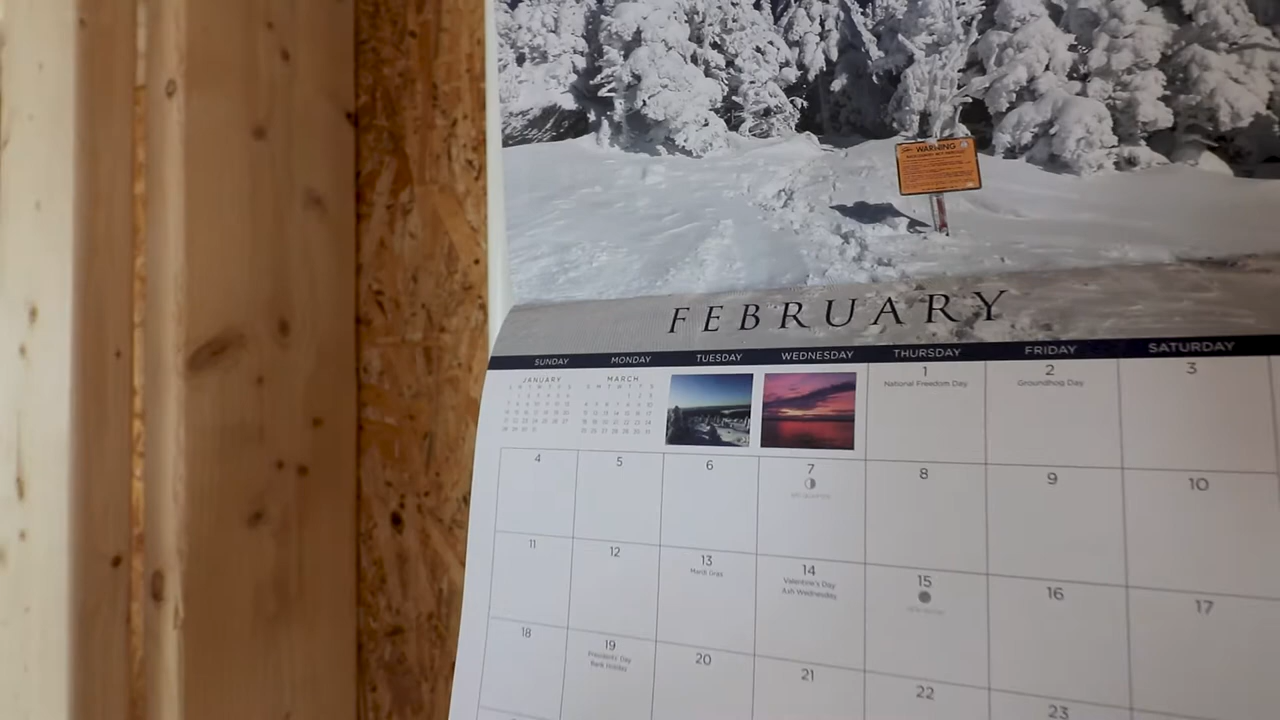 WARNING
FEBRUARY
SUNDAY MONDAY TUESDAY WEDNESDAY THURSDAY FRIDAY SATURDAY
JANUARY MARCH
1 2 3
National Freedom Day Groundhog Day
4 5 6 7 8 9 10
11 12 13 14 15 16 17
Mardi Gras Valentine's Day
Ash Wednesday
18 19 20 21 22 23
Presidents' Day
Bank Holiday